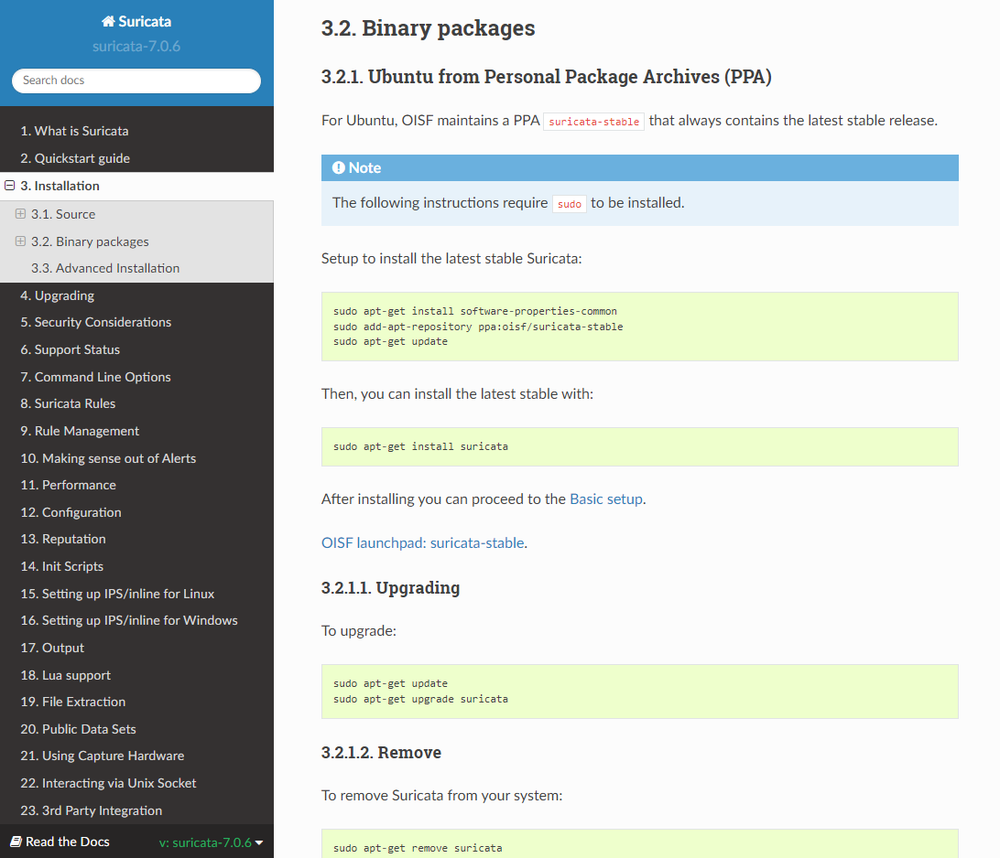 Suricata
suricata-7.0.6
Search docs
1. What is Suricata
2. Quickstart guide
3. Installation
3.1. Source
3.2. Binary packages
3.3. Advanced Installation
4. Upgrading
5. Security Considerations
6. Support Status
7. Command Line Options
8. Suricata Rules
9. Rule Management
10. Making sense out of Alerts
11. Performance
12. Configuration
13. Reputation
14. Init Scripts
15. Setting up IPS/inline for Linux
16. Setting up IPS/inline for Windows
17. Output
18. Lua support
19. File Extraction
20. Public Data Sets
21. Using Capture Hardware
22. Interacting via Unix Socket
23. 3rd Party Integration
Read the Docs v: suricata-7.0.6
3.2. Binary packages
3.2.1. Ubuntu from Personal Package Archives (PPA)
For Ubuntu, OISF maintains a PPA suricata-stable that always contains the latest stable release.
Note
The following instructions require sudo to be installed.
Setup to install the latest stable Suricata:
sudo apt-get install software-properties-common
sudo add-apt-repository ppa:oisf/suricata-stable
sudo apt-get update
Then, you can install the latest stable with:
sudo apt-get install suricata
After installing you can proceed to the Basic setup.
OISF launchpad: suricata-stable.
3.2.1.1. Upgrading
To upgrade:
sudo apt-get update
sudo apt-get upgrade suricata
3.2.1.2. Remove
To remove Suricata from your system:
sudo apt-get remove suricata